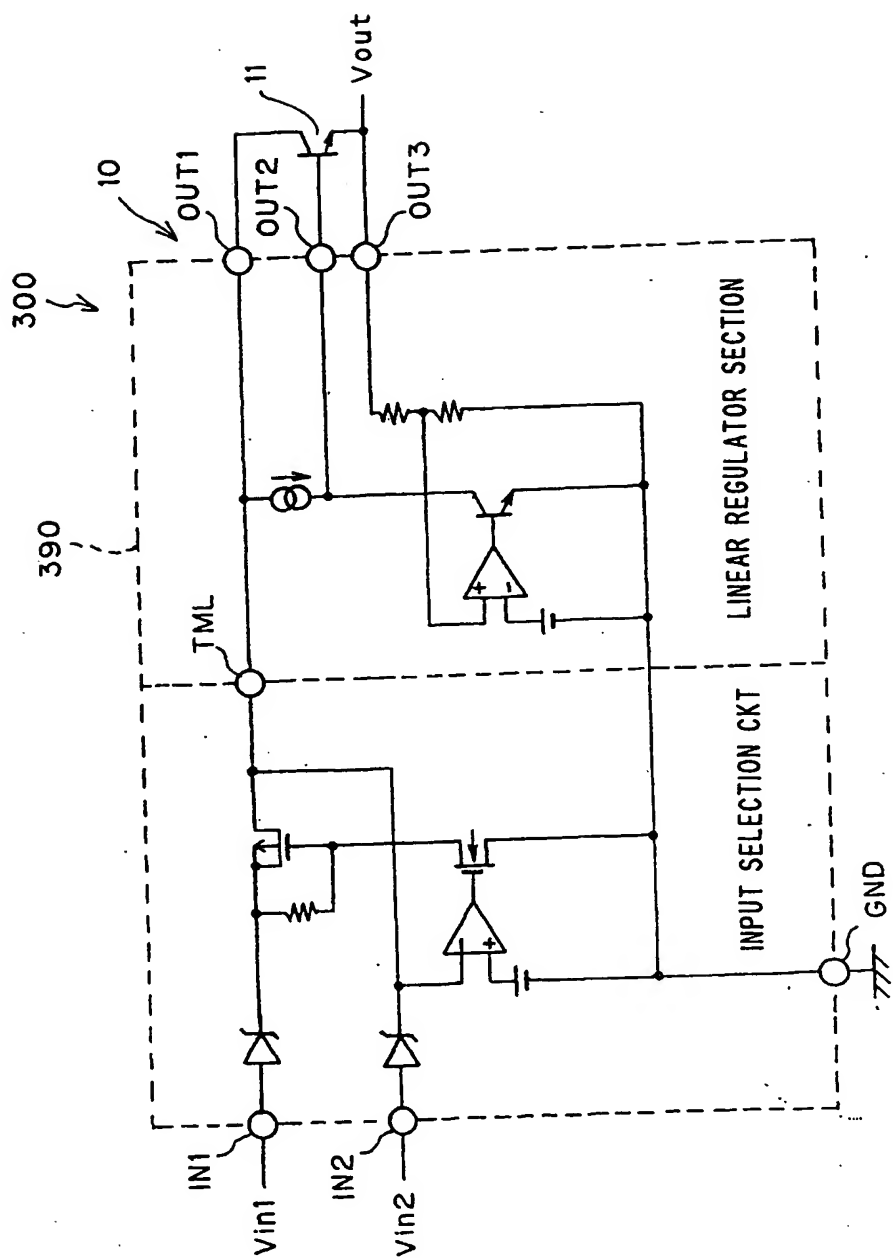 300
10
390
TML
OUT1
11
OUT2
Vout
OUT3
+
-
LINEAR REGULATOR SECTION
IN1
Vin1
IN2
Vin2
+
INPUT SELECTION CKT
GND